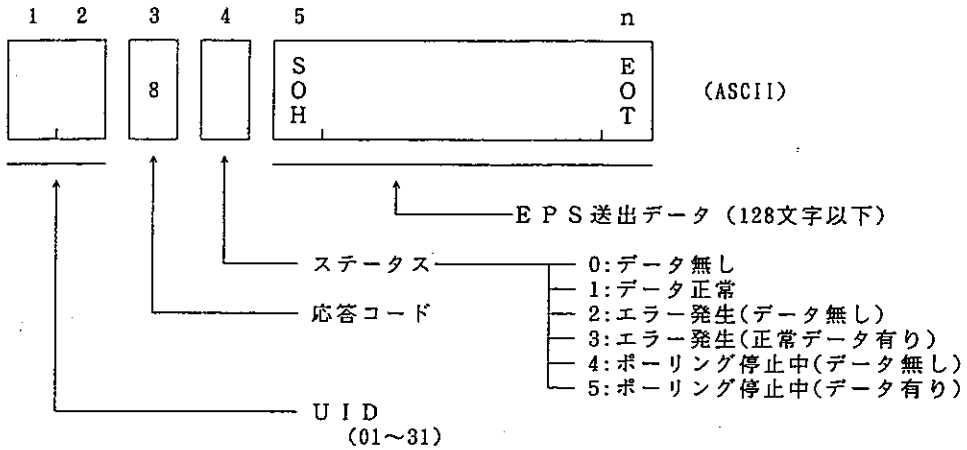 1 2 3 4 5 n
8 SOH EOT (ASCII)
EPS送出データ(128文字以下)
ステータス 0:データ無し
1:データ正常
応答コード 2:エラー発生(データ無し)
3:エラー発生(正常データ有り)
4:ポーリング停止中(データ無し)
5:ポーリング停止中(データ有り)
UID
(01~31)